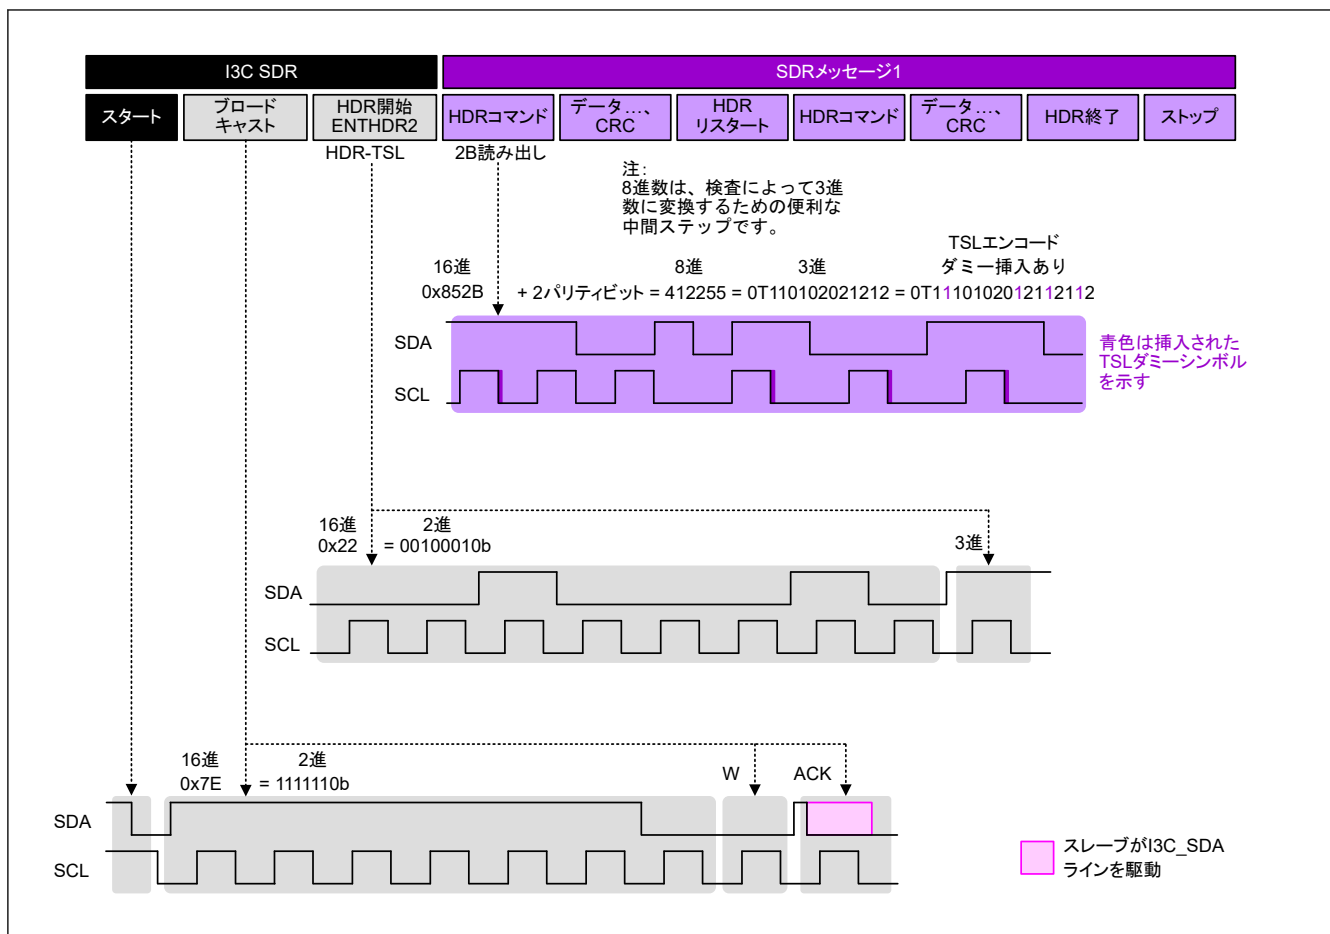 I3C SDR
SDRメッセージ1
スタート
ブロード
キャスト
HDR開始
ENTHDR2
HDRコマンド
データ...、
CRC
HDR
リスタート
HDRコマンド
データ...、
CRC
HDR終了
ストップ
HDR-TSL
2B読み出し
注:
8進数は、検査によって3進
数に変換するための便利な
中間ステップです。
TSLエンコード
ダミー挿入あり
16進
8進
3進
0x852B + 2パリティビット = 412255 = 0T110102021212 = 0T1110102012112112
SDA
SCL
青色は挿入された
TSLダミーシンボル
を示す
16進
2進
0x22 = 00100010b
3進
SDA
SCL
16進
2進
0x7E = 1111110b
W
ACK
SDA
SCL
スレーブがI3C_SDA
ラインを駆動